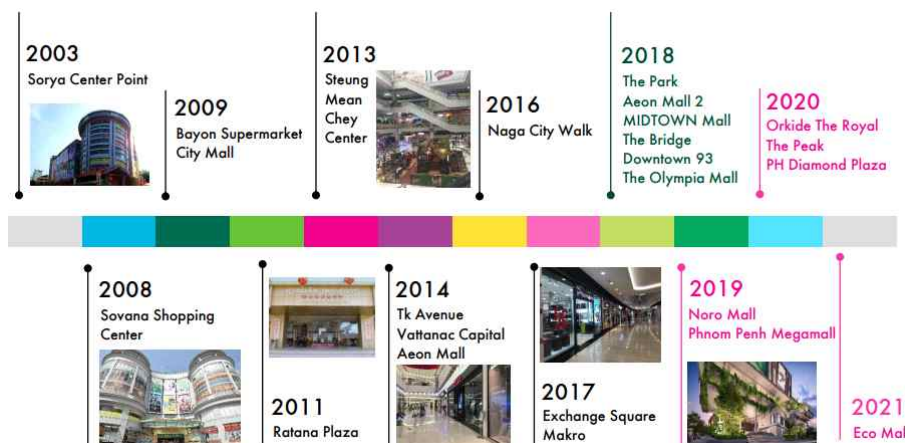 2003
Sorya Center Point
2009
Bayon Supermarket
City Mall
2013
Steung
Mean
Chey
Center
2016
Naga City Walk
2018
The Park
Aeon Mall 2
MIDTOWN Mall
The Bridge
Downtown 93
The Olympia Mall
2020
Orkide The Royal
The Peak
PH Diamond Plaza
2008
Sovana Shopping
Center
2011
Ratana Plaza
2014
Tk Avenue
Vattanac Capital
Aeon Mall
2017
Exchange Square
Makro
2019
Noro Mall
Phnom Penh Megamall
2021
Eco